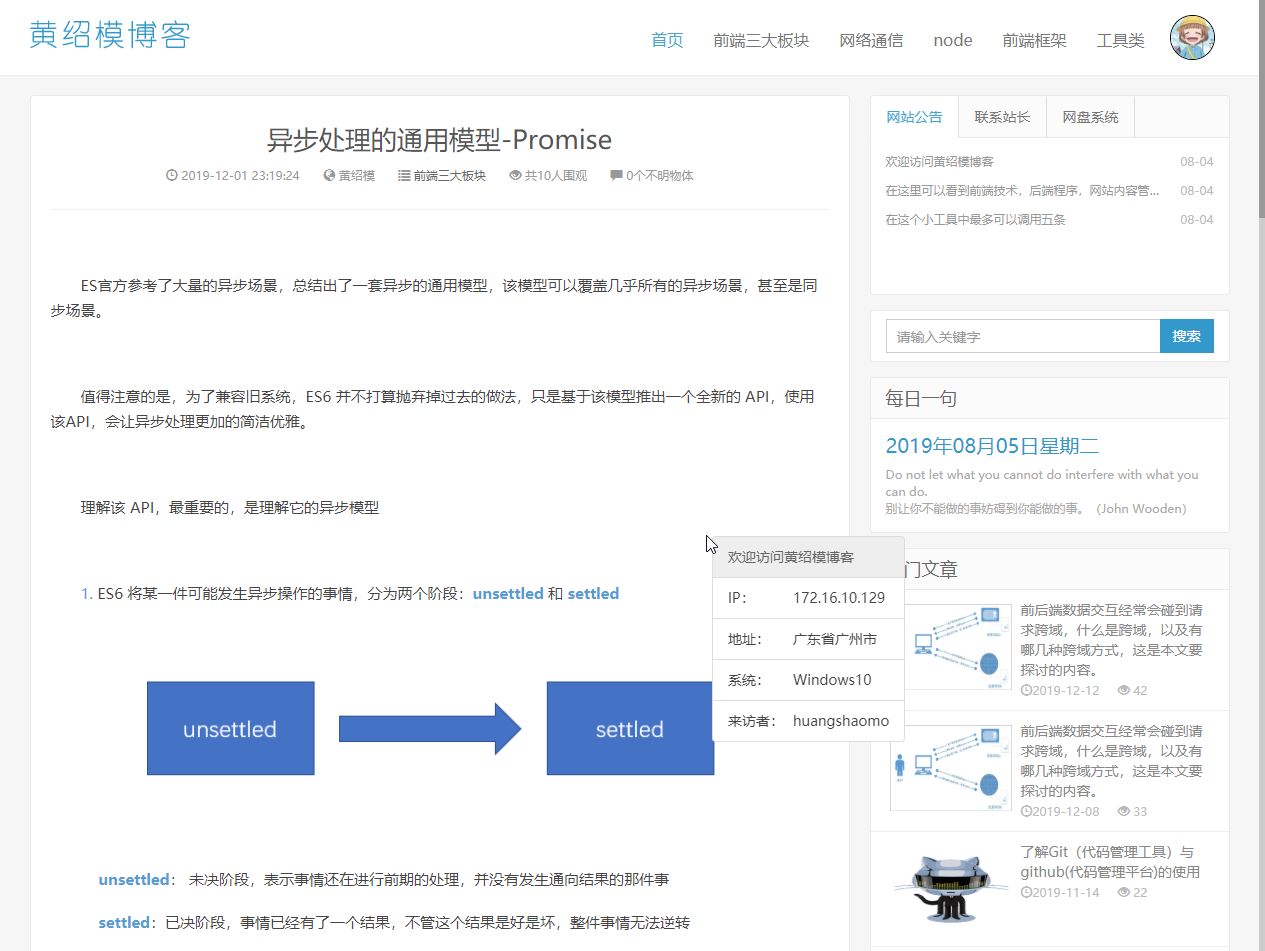 黄绍模博客
首页 前端三大板块 网络通信 node 前端框架 工具类
异步处理的通用模型-Promise
2019-12-01 23:19:24 黄绍模 前端三大板块 共10人围观 0个不明物体
ES官方参考了大量的异步场景，总结出了一套异步的通用模型，该模型可以覆盖几乎所有的异步场景，甚至是同
步场景。
值得注意的是，为了兼容旧系统，ES6 并不打算抛弃掉过去的做法，只是基于该模型推出一个全新的 API，使用
该API，会让异步处理更加的简洁优雅。
理解该 API，最重要的，是理解它的异步模型
1. ES6 将某一件可能发生异步操作的事情，分为两个阶段：unsettled 和 settled
unsettled
settled
unsettled： 未决阶段，表示事情还在进行前期的处理，并没有发生通向结果的那件事
settled：已决阶段，事情已经有了一个结果，不管这个结果是好是坏，整件事情无法逆转
欢迎访问黄绍模博客
IP： 172.16.10.129
地址： 广东省广州市
系统： Windows10
来访者： huangshaomo
网站公告 联系站长 网盘系统
欢迎访问黄绍模博客 08-04
在这里可以看到前端技术，后端程序，网站内容管... 08-04
在这个小工具中最多可以调用五条 08-04
请输入关键字 搜索
每日一句
2019年08月05日星期二
Do not let what you cannot do interfere with what you
can do.
别让你不能做的事妨碍到你能做的事。（John Wooden）
门文章
前后端数据交互经常会碰到请
求跨域，什么是跨域，以及有
哪几种跨域方式，这是本文要
探讨的内容。
2019-12-12 42
前后端数据交互经常会碰到请
求跨域，什么是跨域，以及有
哪几种跨域方式，这是本文要
探讨的内容。
2019-12-08 33
了解Git（代码管理工具）与
github(代码管理平台)的使用
2019-11-14 22